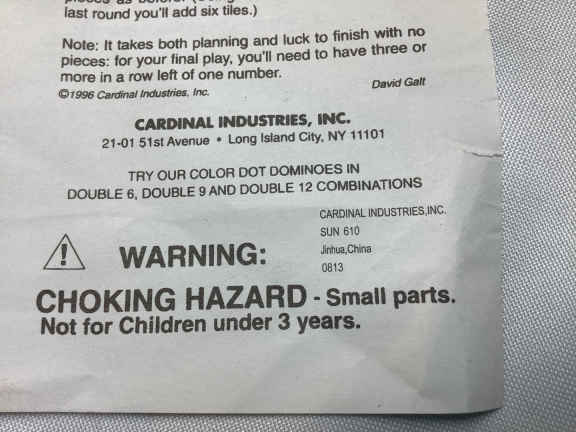 last round you'll add six tiles.)
Note: It takes both planning and luck to finish with no
pieces: for your final play, you'll need to have three or
more in a row left of one number.
©1996 Cardinal Industries, Inc.
David Galt
CARDINAL INDUSTRIES, INC.
21-01 51st Avenue • Long Island City, NY 11101
TRY OUR COLOR DOT DOMINOES IN
DOUBLE 6, DOUBLE 9 AND DOUBLE 12 COMBINATIONS
CARDINAL INDUSTRIES,INC.
SUN 610
Jinhua,China
0813
WARNING:
CHOKING HAZARD - Small parts.
Not for Children under 3 years.